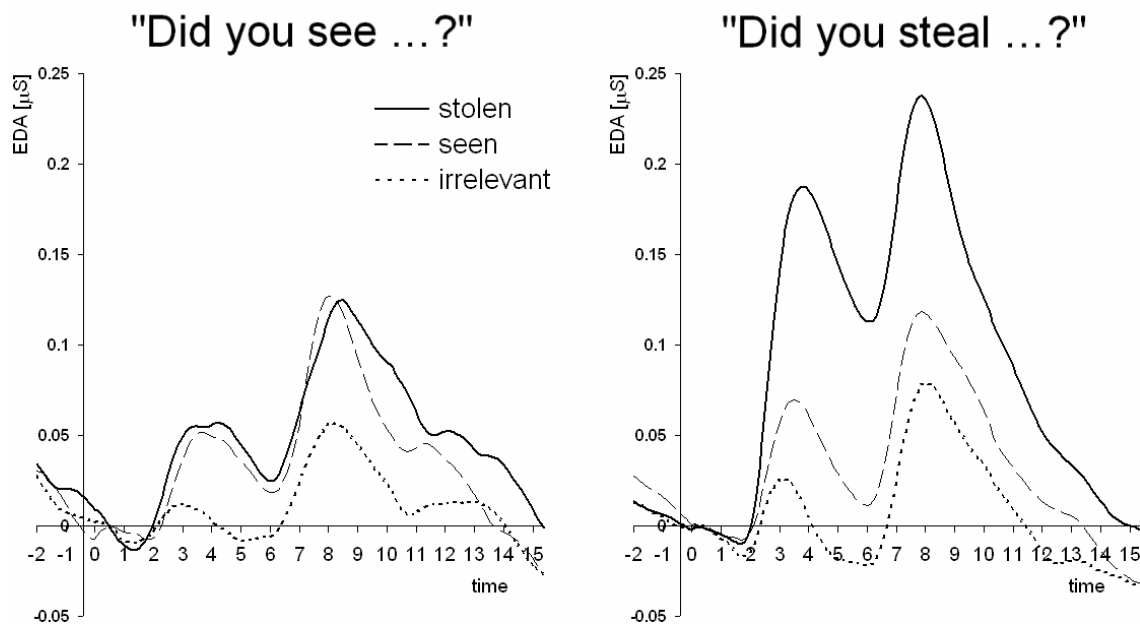 "Did you see ...?"
EDA [μS]
0.25
0.2
0.15
0.1
0.05
0
-0.05
stolen
seen
irrelevant
-2 -1 0 1 2 3 4 5 6 7 8 9 10 11 12 13 14 15
time
"Did you steal ...?"
EDA [μS]
0.25
0.2
0.15
0.1
0.05
0
-0.05
-2 -1 0 1 2 3 4 5 6 7 8 9 10 11 12 13 14 15
time